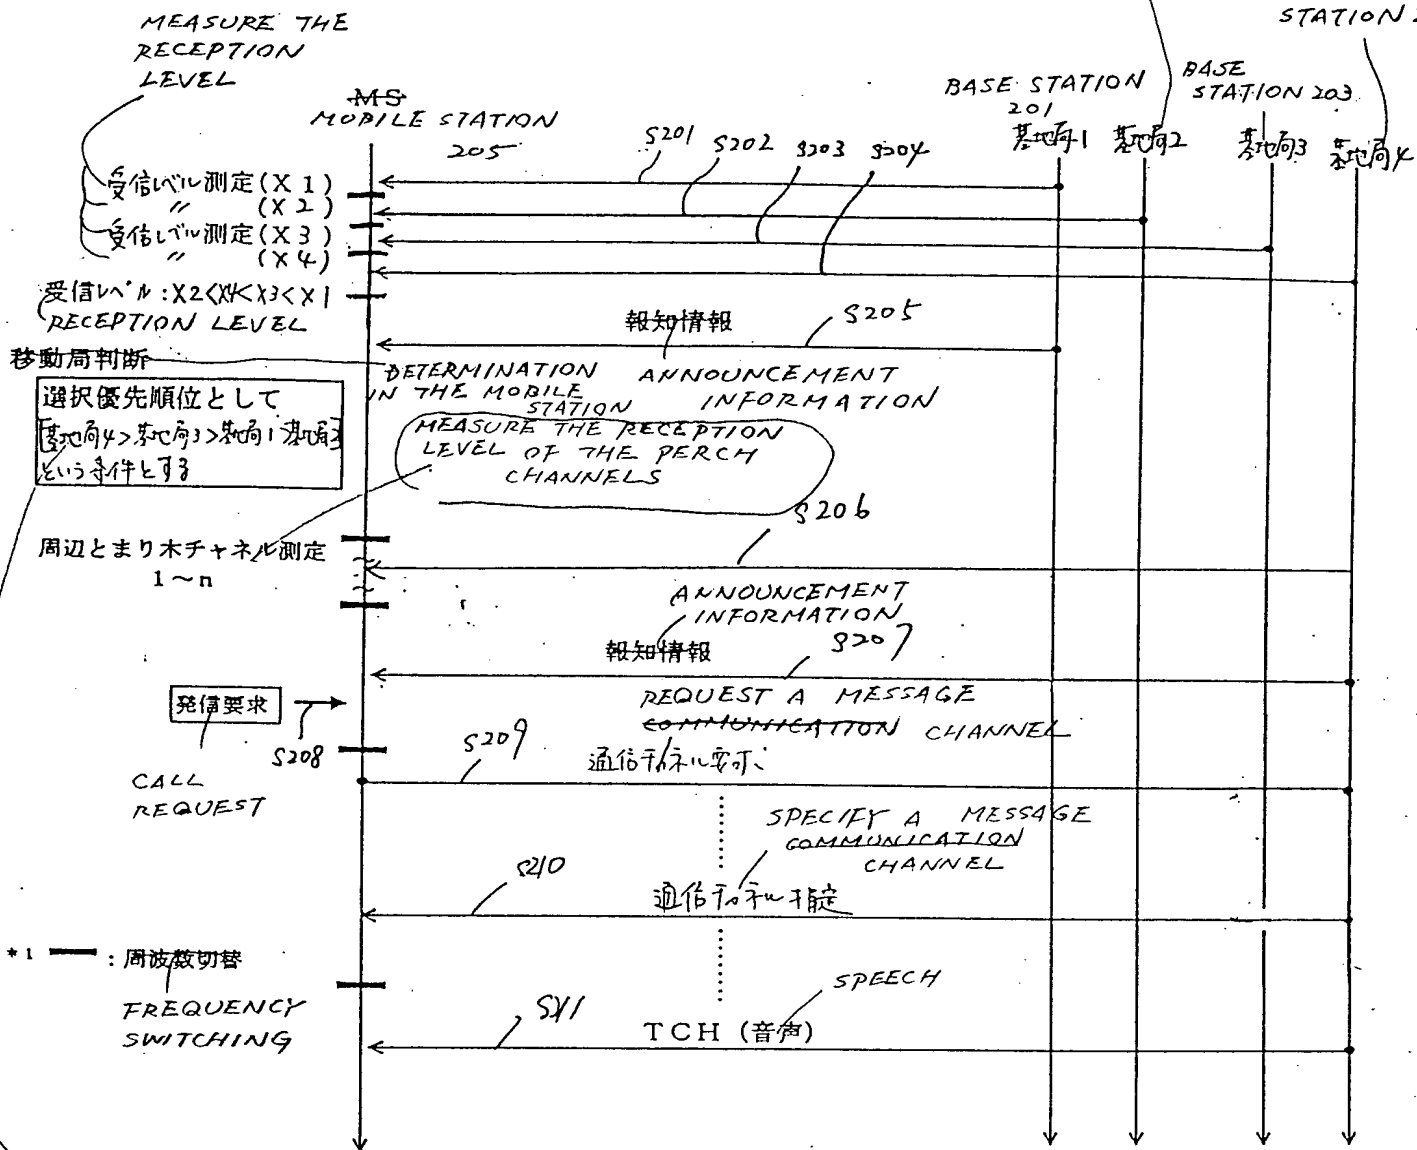 MEASURE THE
RECEPTION
LEVEL
STATION
MS
MOBILE STATION
205
BASE STATION
201
BASE
STATION 203
基地局1
基地局2
基地局3
基地局4
S201
S202
S203
S204
受信レベル測定(X1)
〃 (X2)
受信レベル測定(X3)
〃 (X4)
受信レベル:X2<X4<X3<X1
RECEPTION LEVEL
報知情報
S205
移動局判断
DETERMINATION
IN THE MOBILE
STATION
ANNOUNCEMENT
INFORMATION
選択優先順位として
基地局4>基地局3>基地局1>基地局2
という条件とする
MEASURE THE RECEPTION
LEVEL OF THE PERCH
CHANNELS
S206
周辺とまり木チャネル測定
1~n
ANNOUNCEMENT
INFORMATION
報知情報
S207
発信要求
S208
CALL
REQUEST
REQUEST A MESSAGE
COMMUNICATION CHANNEL
S209
通信チャネル要求
SPECIFY A MESSAGE
COMMUNICATION
CHANNEL
S210
通信チャネル指定
*1 : 周波数切替
FREQUENCY
SWITCHING
SPEECH
S211
TCH (音声)